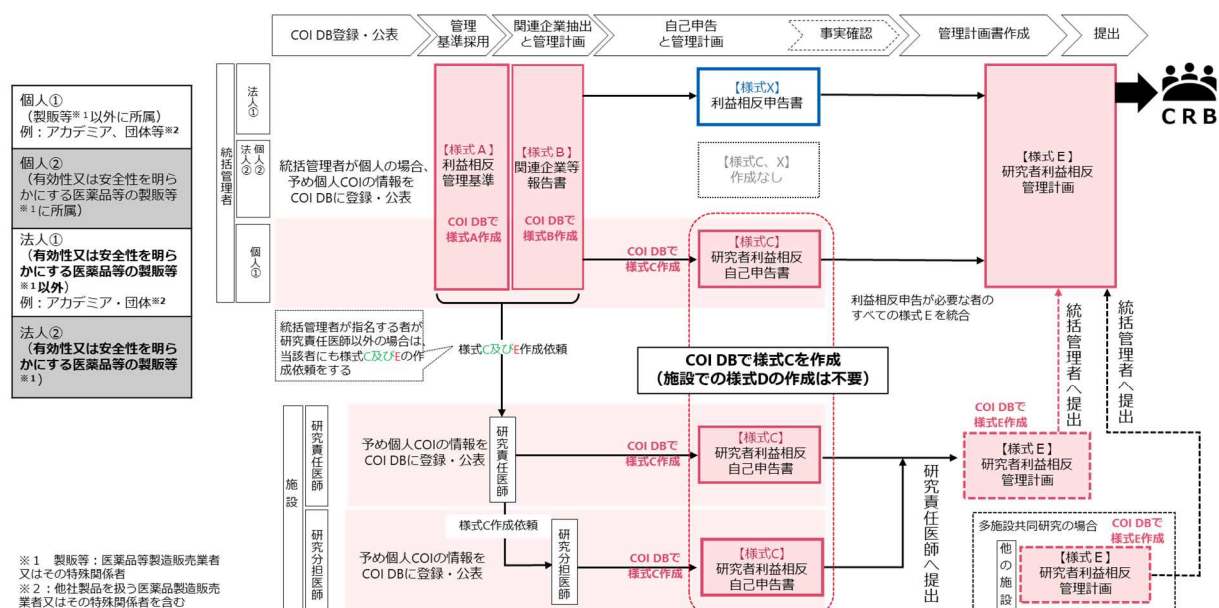 COI DB登録・公表
管理
基準採用
関連企業抽出
と管理計画
自己申告
と管理計画
事実確認
管理計画書作成
提出
個人①
(製販等※1以外に所属)
例：アカデミア、団体等※2
個人②
(有効性又は安全性を明ら
かにする医薬品等の製販等
※1に所属)
法人①
(有効性又は安全性を明ら
かにする医薬品等の製販等
※1以外)
例：アカデミア・団体※2
法人②
(有効性又は安全性を明ら
かにする医薬品等の製販等
※1)
統括管理者
法人①
個人②
法人②
個人①
統括管理者が個人の場合、
予め個人COIの情報を
COI DBに登録・公表
【様式A】
利益相反
管理基準
COI DBで
様式A作成
【様式B】
関連企業等
報告書
COI DBで
様式B作成
【様式X】
利益相反申告書
【様式C、X】
作成なし
COI DBで
様式C作成
【様式C】
研究者利益相反
自己申告書
【様式E】
研究者利益相反
管理計画
CRB
利益相反申告が必要な者の
すべての様式Eを統合
統括管理者が指名する者が
研究責任医師以外の場合は、
当該者にも様式C及びEの作
成依頼をする
様式C及びE作成依頼
COI DBで様式Cを作成
（施設での様式Dの作成は不要）
統括管理者へ提出
統括管理者へ提出
施設
研究責任医師
予め個人COIの情報を
COI DBに登録・公表
研究責任医師
COI DBで
様式C作成
【様式C】
研究者利益相反
自己申告書
COI DBで
様式E作成
【様式E】
研究者利益相反
管理計画
研究責任医師へ提出
様式C作成依頼
研究分担医師
予め個人COIの情報を
COI DBに登録・公表
研究分担医師
COI DBで
様式C作成
【様式C】
研究者利益相反
自己申告書
多施設共同研究の場合
COI DBで
様式E作成
他の施設
【様式E】
研究者利益相反
管理計画
※1 製販等：医薬品等製造販売業者
又はその特殊関係者
※2：他社製品を扱う医薬品製造販売
業者又はその特殊関係者を含む